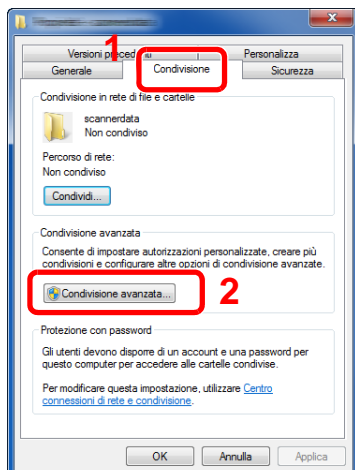 1
Versioni
Personalizza
Generale
Condivisione
Sicurezza
Condivisione in rete di file e cartelle
scannerdata
Non condiviso
Percorso di rete:
Non condiviso
Condividi...
Condivisione avanzata
Consente di impostare autorizzazioni personalizzate, creare più
condivisioni e configurare altre opzioni di condivisione avanzate.
Condivisione avanzata...
2
Protezione con password
Gli utenti devono disporre di un account e una password per
questo computer per accedere alle cartelle condivise.
Per modificare questa impostazione, utilizzare Centro
connessioni di rete e condivisione.
OK
Annulla
Applica